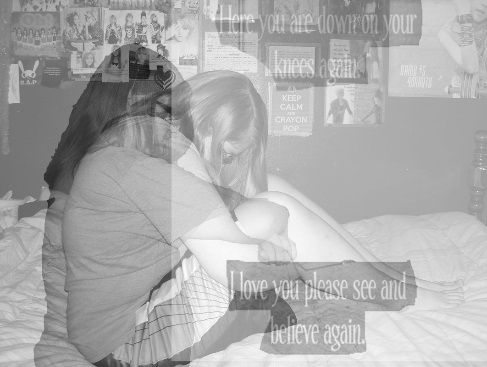 Here you are down on your
knees again
B.A.P
KEEP
CALM
AND
CRAYON
POP
I love you please see and
believe again.